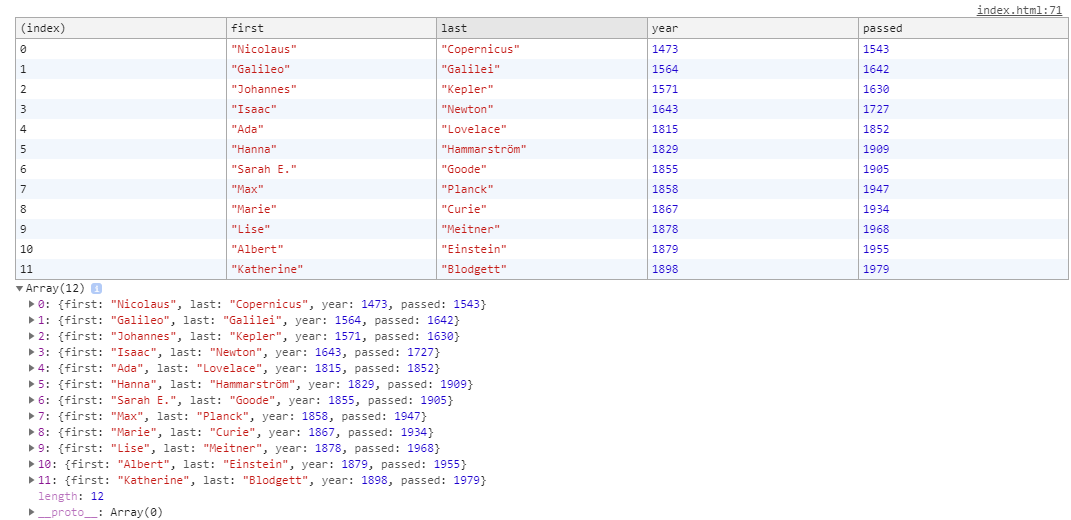 index.html:71
(index) first last year passed
0 "Nicolaus" "Copernicus" 1473 1543
1 "Galileo" "Galilei" 1564 1642
2 "Johannes" "Kepler" 1571 1630
3 "Isaac" "Newton" 1643 1727
4 "Ada" "Lovelace" 1815 1852
5 "Hanna" "Hammarström" 1829 1909
6 "Sarah E." "Goode" 1855 1905
7 "Max" "Planck" 1858 1947
8 "Marie" "Curie" 1867 1934
9 "Lise" "Meitner" 1878 1968
10 "Albert" "Einstein" 1879 1955
11 "Katherine" "Blodgett" 1898 1979
▼Array(12) i
▶0: {first: "Nicolaus", last: "Copernicus", year: 1473, passed: 1543}
▶1: {first: "Galileo", last: "Galilei", year: 1564, passed: 1642}
▶2: {first: "Johannes", last: "Kepler", year: 1571, passed: 1630}
▶3: {first: "Isaac", last: "Newton", year: 1643, passed: 1727}
▶4: {first: "Ada", last: "Lovelace", year: 1815, passed: 1852}
▶5: {first: "Hanna", last: "Hammarström", year: 1829, passed: 1909}
▶6: {first: "Sarah E.", last: "Goode", year: 1855, passed: 1905}
▶7: {first: "Max", last: "Planck", year: 1858, passed: 1947}
▶8: {first: "Marie", last: "Curie", year: 1867, passed: 1934}
▶9: {first: "Lise", last: "Meitner", year: 1878, passed: 1968}
▶10: {first: "Albert", last: "Einstein", year: 1879, passed: 1955}
▶11: {first: "Katherine", last: "Blodgett", year: 1898, passed: 1979}
length: 12
▶__proto__: Array(0)